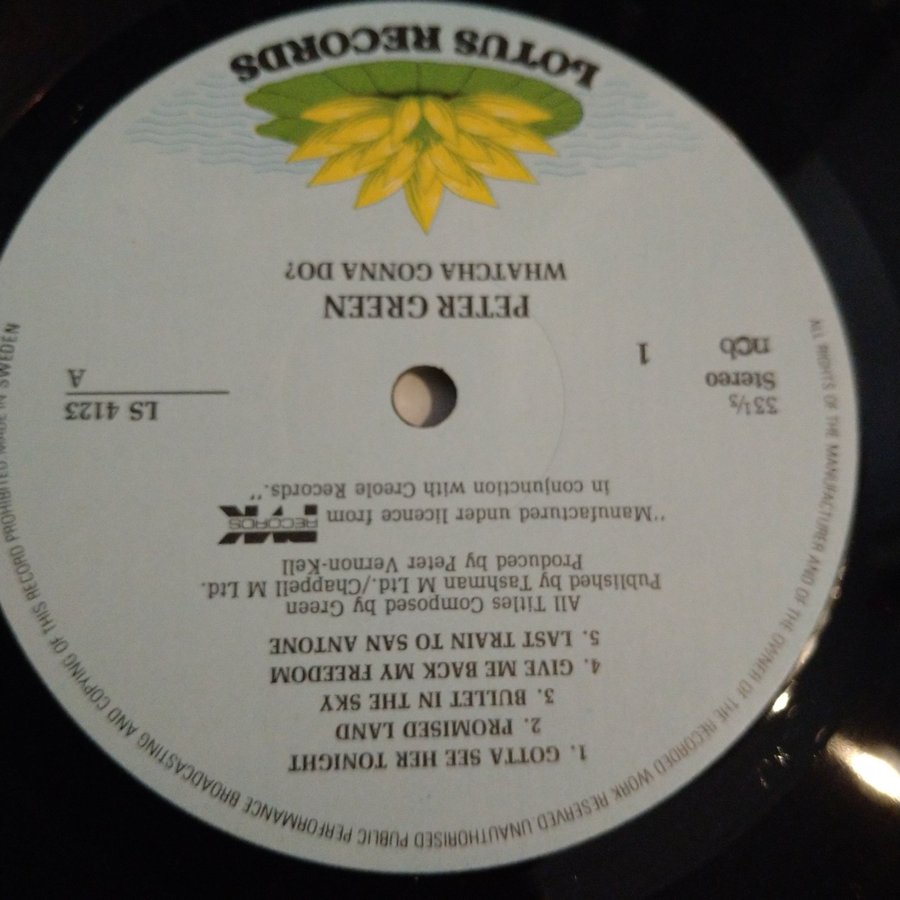 LOTUS RECORDS
WHATCHA GONNA DO?
PETER GREEN
ncb
1
Stereo
33⅓
A
LS 4123
in conjunction with Creole Records."
"Manufactured under licence from PVK RECORDS
Produced by Peter Vernon-Kell
Published by Tashman M Ltd./Chappell M Ltd.
All Titles Composed by Green
5. LAST TRAIN TO SAN ANTONE
4. GIVE ME BACK MY FREEDOM
3. BULLET IN THE SKY
2. PROMISED LAND
1. GOTTA SEE HER TONIGHT
ALL RIGHTS OF THE MANUFACTURER AND OF THE OWNER OF THE RECORDED WORK RESERVED. UNAUTHORISED PUBLIC PERFORMANCE BROADCASTING AND COPYING OF THIS RECORD PROHIBITED MADE IN SWEDEN